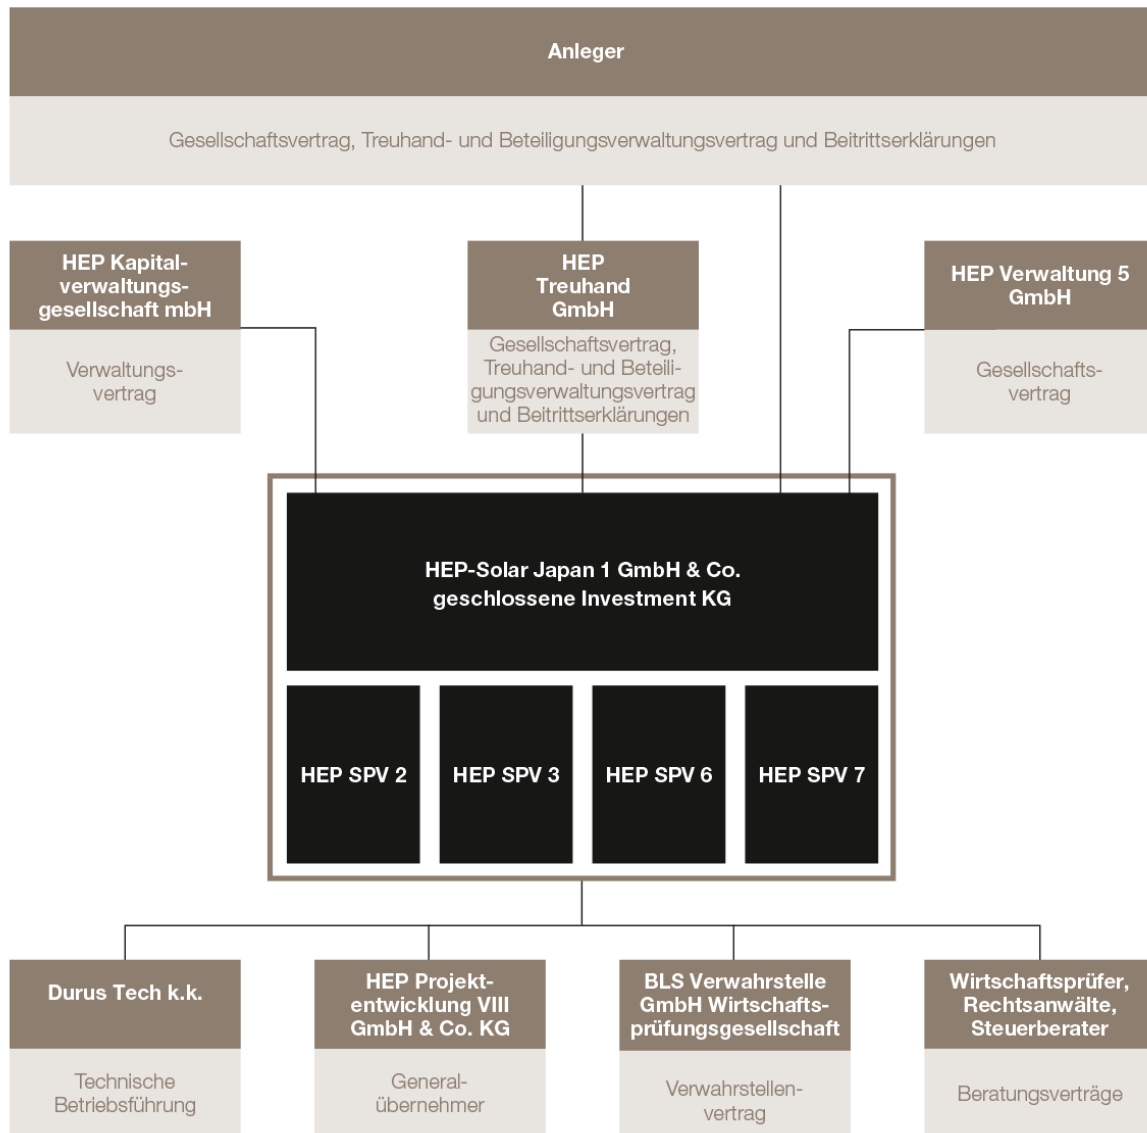 Anleger
Gesellschaftsvertrag, Treuhand- und Beteiligungsverwaltungsvertrag und Beitrittserklärungen
HEP Kapital-
verwaltungs-
gesellschaft mbH
Verwaltungs-
vertrag
HEP
Treuhand
GmbH
Gesellschaftsvertrag,
Treuhand- und Beteili-
gungsverwaltungsvertrag
und Beitrittserklärungen
HEP Verwaltung 5
GmbH
Gesellschafts-
vertrag
HEP-Solar Japan 1 GmbH & Co.
geschlossene Investment KG
HEP SPV 2
HEP SPV 3
HEP SPV 6
HEP SPV 7
Durus Tech k.k.
Technische
Betriebsführung
HEP Projekt-
entwicklung VIII
GmbH & Co. KG
General-
übernehmer
BLS Verwahrstelle
GmbH Wirtschafts-
prüfungsgesellschaft
Verwahrstellen-
vertrag
Wirtschaftsprüfer,
Rechtsanwälte,
Steuerberater
Beratungsverträge